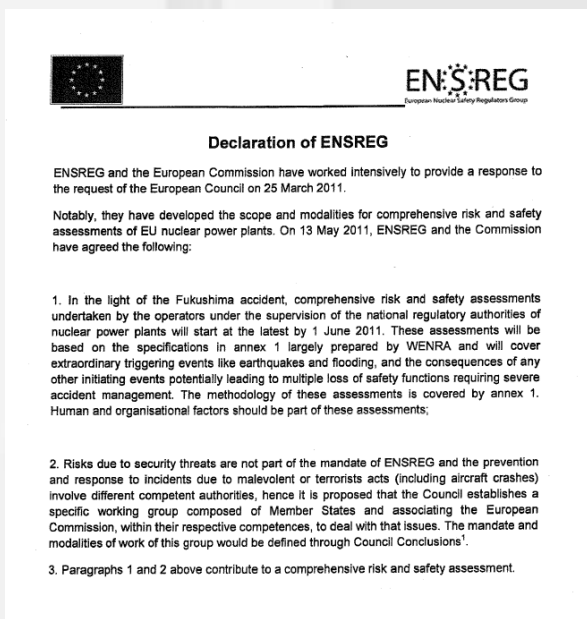 EN:S:REG
European Nuclear Safety Regulators Group
Declaration of ENSREG
ENSREG and the European Commission have worked intensively to provide a response to
the request of the European Council on 25 March 2011.
Notably, they have developed the scope and modalities for comprehensive risk and safety
assessments of EU nuclear power plants. On 13 May 2011, ENSREG and the Commission
have agreed the following:
1. In the light of the Fukushima accident, comprehensive risk and safety assessments
undertaken by the operators under the supervision of the national regulatory authorities of
nuclear power plants will start at the latest by 1 June 2011. These assessments will be
based on the specifications in annex 1 largely prepared by WENRA and will cover
extraordinary triggering events like earthquakes and flooding, and the consequences of any
other initiating events potentially leading to multiple loss of safety functions requiring severe
accident management. The methodology of these assessments is covered by annex 1.
Human and organisational factors should be part of these assessments;
2. Risks due to security threats are not part of the mandate of ENSREG and the prevention
and response to incidents due to malevolent or terrorists acts (including aircraft crashes)
involve different competent authorities, hence it is proposed that the Council establishes a
specific working group composed of Member States and associating the European
Commission, within their respective competences, to deal with that issues. The mandate and
modalities of work of this group would be defined through Council Conclusions¹.
3. Paragraphs 1 and 2 above contribute to a comprehensive risk and safety assessment.